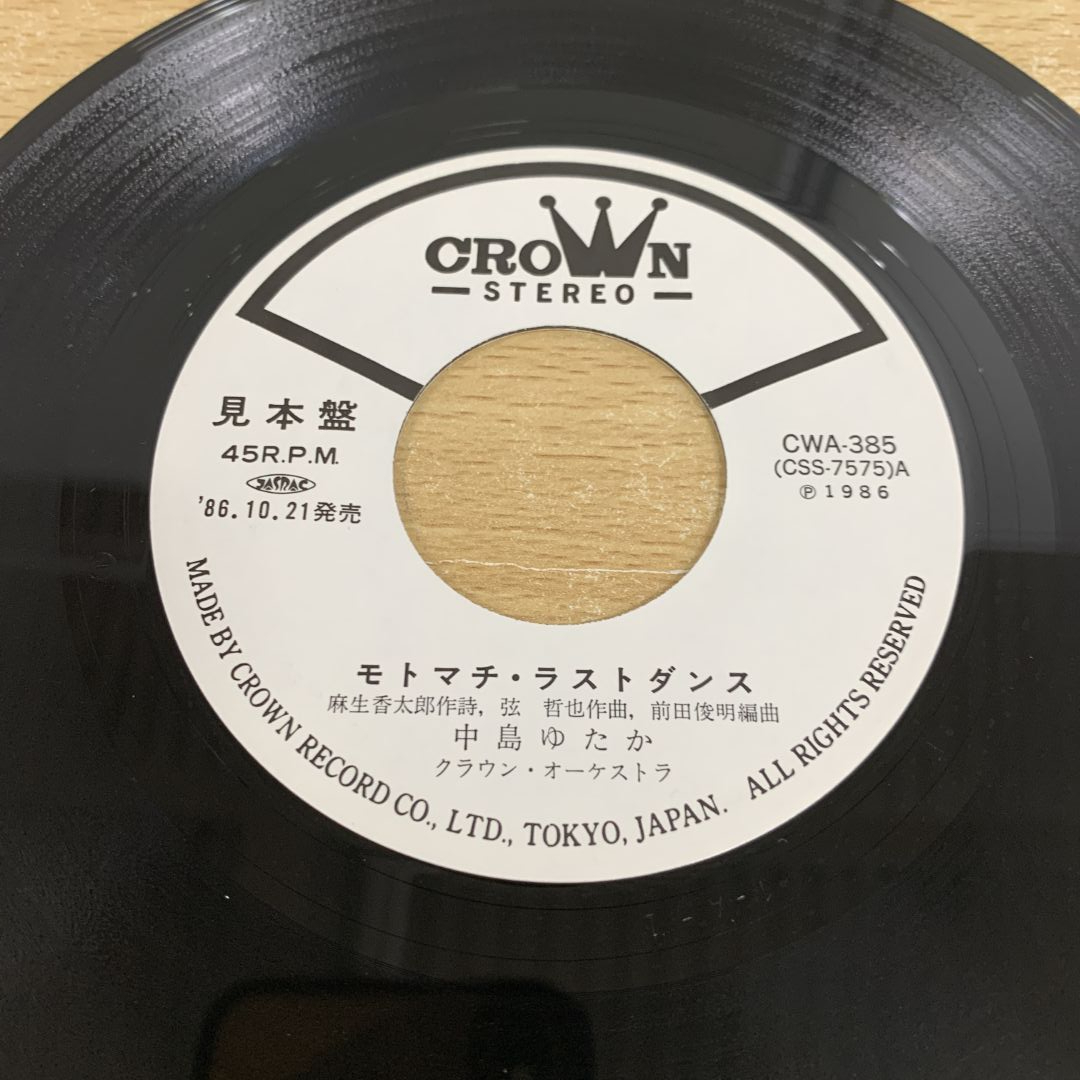 CROWN
STEREO
見本盤
45R.P.M.
JASRAC
'86.10.21発売
CWA-385
(CSS-7575)A
Ⓟ1986
モトマチ・ラストダンス
麻生香太郎作詩, 弦 哲也作曲, 前田俊明編曲
中島ゆたか
クラウン・オーケストラ
MADE BY CROWN RECORD CO., LTD., TOKYO, JAPAN. ALL RIGHTS RESERVED